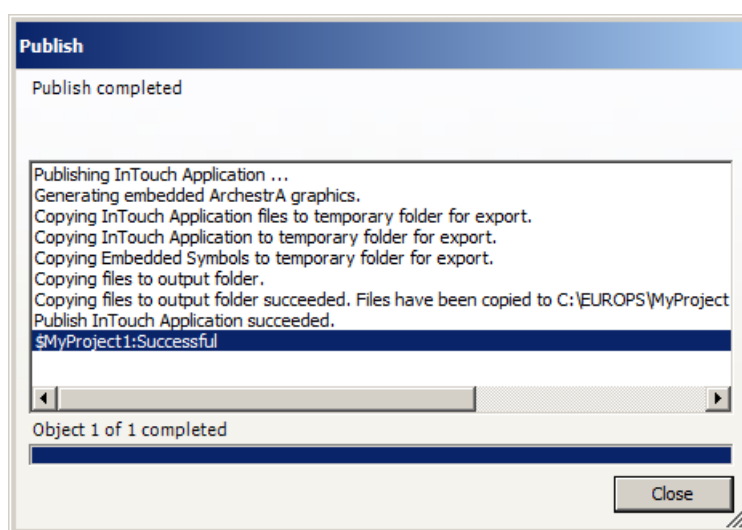 Publish
Publish completed
Publishing InTouch Application ...
Generating embedded ArchestrA graphics.
Copying InTouch Application files to temporary folder for export.
Copying InTouch Application to temporary folder for export.
Copying Embedded Symbols to temporary folder for export.
Copying files to output folder.
Copying files to output folder succeeded. Files have been copied to C:\EUROPS\MyProject
Publish InTouch Application succeeded.
$MyProject1:Successful
Object 1 of 1 completed
Close